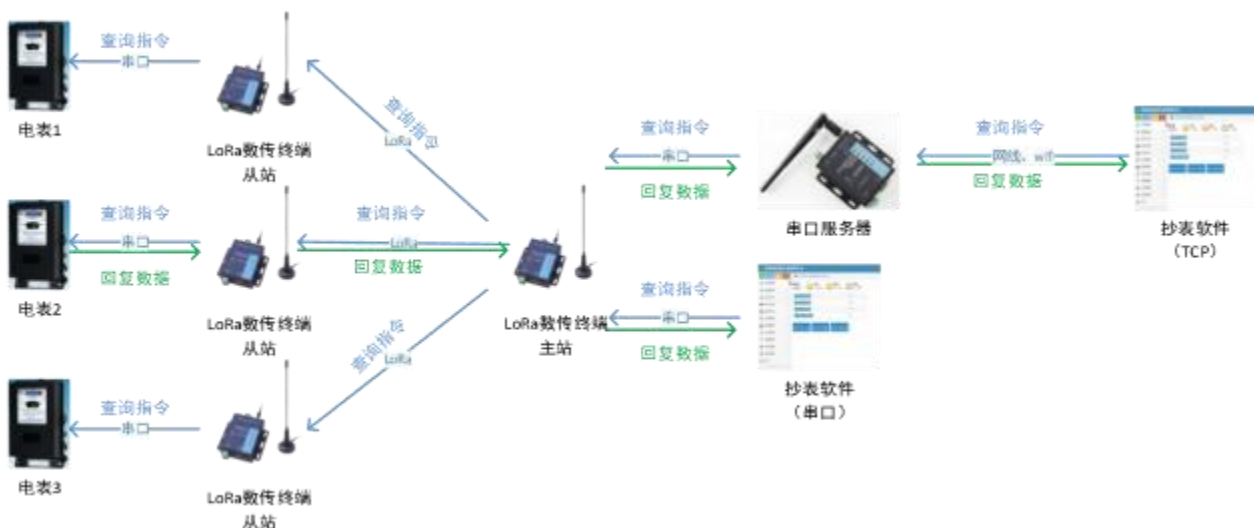 查询指令
串口
电表1
LoRa数传终端
从站
查询指令
LoRa
查询指令
串口
回复数据
电表2
LoRa数传终端
从站
查询指令
LoRa
回复数据
LoRa数传终端
主站
查询指令
串口
电表3
LoRa数传终端
从站
查询指令
LoRa
查询指令
串口
回复数据
串口服务器
查询指令
网线、wifi
回复数据
抄表软件
（TCP）
查询指令
串口
回复数据
抄表软件
（串口）